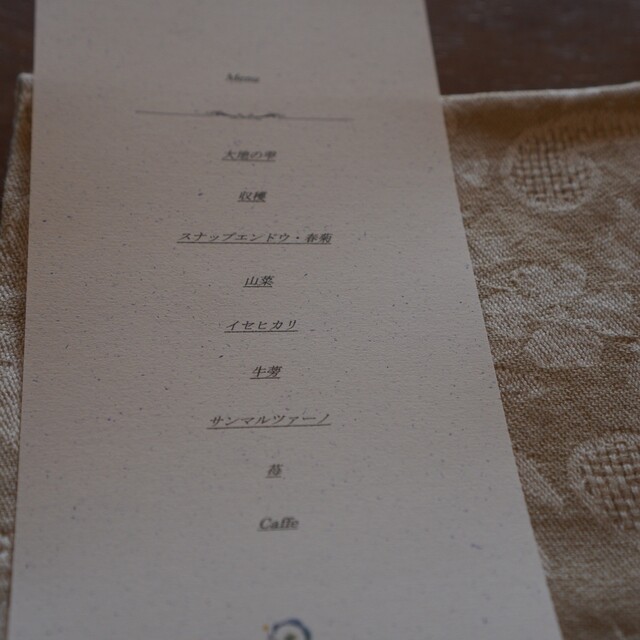 Menu
大地の雫
収穫
スナップエンドウ・春菊
山菜
イセヒカリ
牛蒡
サンマルツァーノ
苺
Caffe